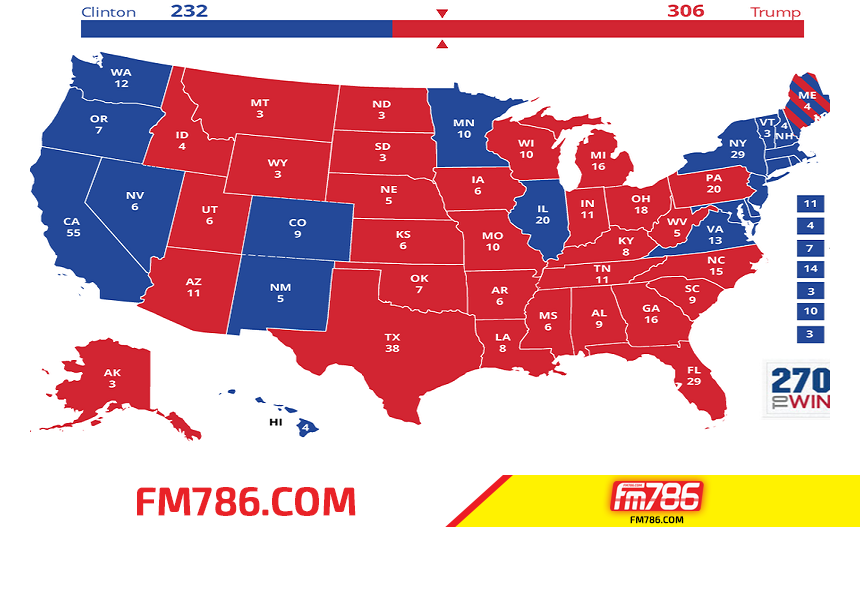 Clinton 232 306 Trump
WA
12
OR
7
CA
55
NV
6
ID
4
MT
3
WY
3
UT
6
AZ
11
CO
9
NM
5
ND
3
SD
3
NE
5
KS
6
OK
7
TX
38
MN
10
IA
6
MO
10
AR
6
LA
8
WI
10
IL
20
MI
16
IN
11
OH
18
KY
8
TN
11
MS
6
AL
9
GA
16
FL
29
SC
9
NC
15
VA
13
WV
5
PA
20
NY
29
VT
3
4
NH
ME
4
11
4
7
14
3
10
3
AK
3
HI
4
270
TO WIN
FM786.COM
fm786
FM786.COM